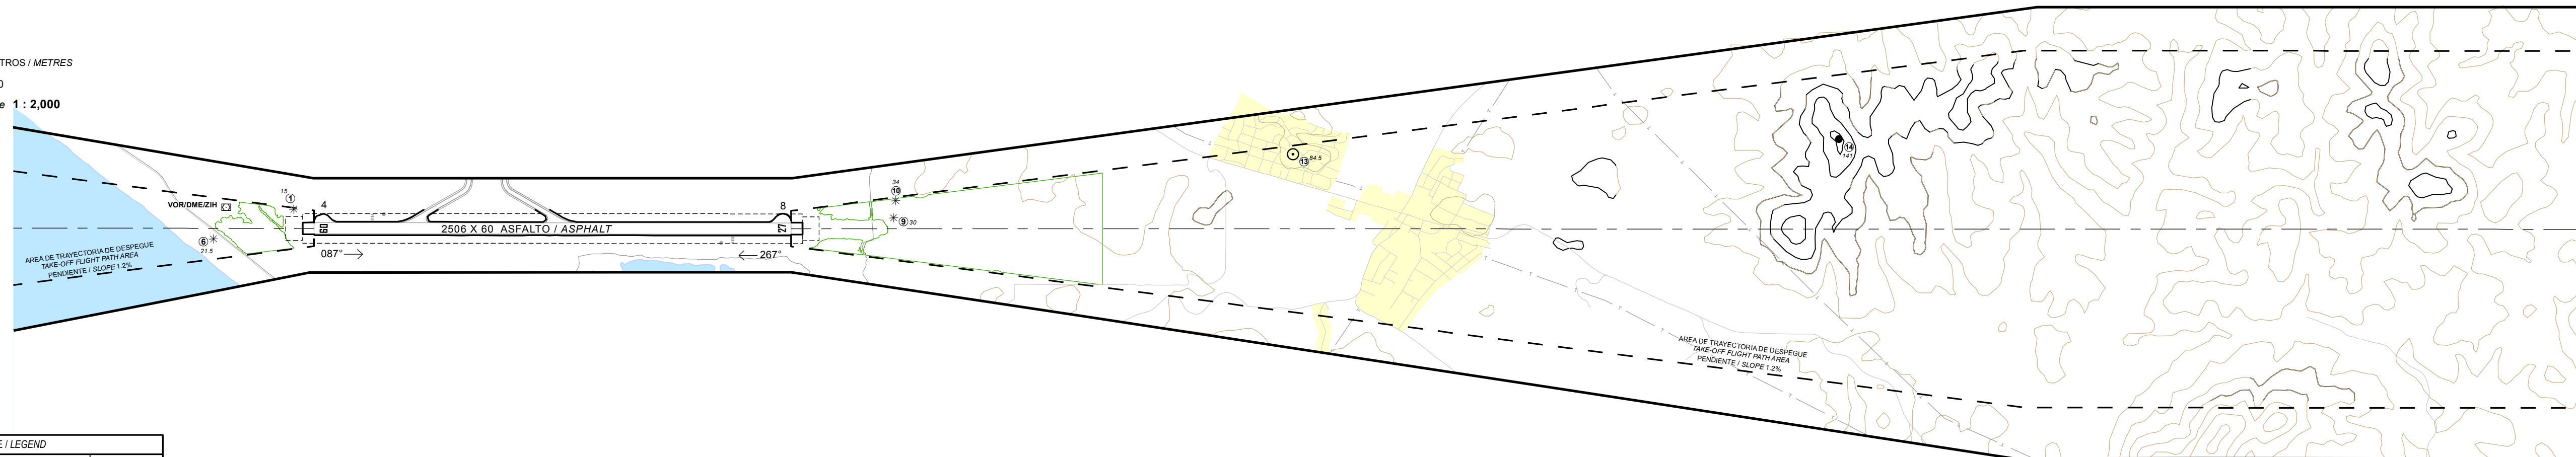 TROS / METRES
0
e 1 : 2,000
VOR/DME/ZIH
15
1
6
21.5
4
09
2506 X 60 ASFALTO / ASPHALT
8
27
087°
267°
34
10
9
30
AREA DE TRAYECTORIA DE DESPEGUE
TAKE-OFF FLIGHT PATH AREA
PENDIENTE / SLOPE 1.2%
13
84.5
14
141
AREA DE TRAYECTORIA DE DESPEGUE
TAKE-OFF FLIGHT PATH AREA
PENDIENTE / SLOPE 1.2%
E / LEGEND